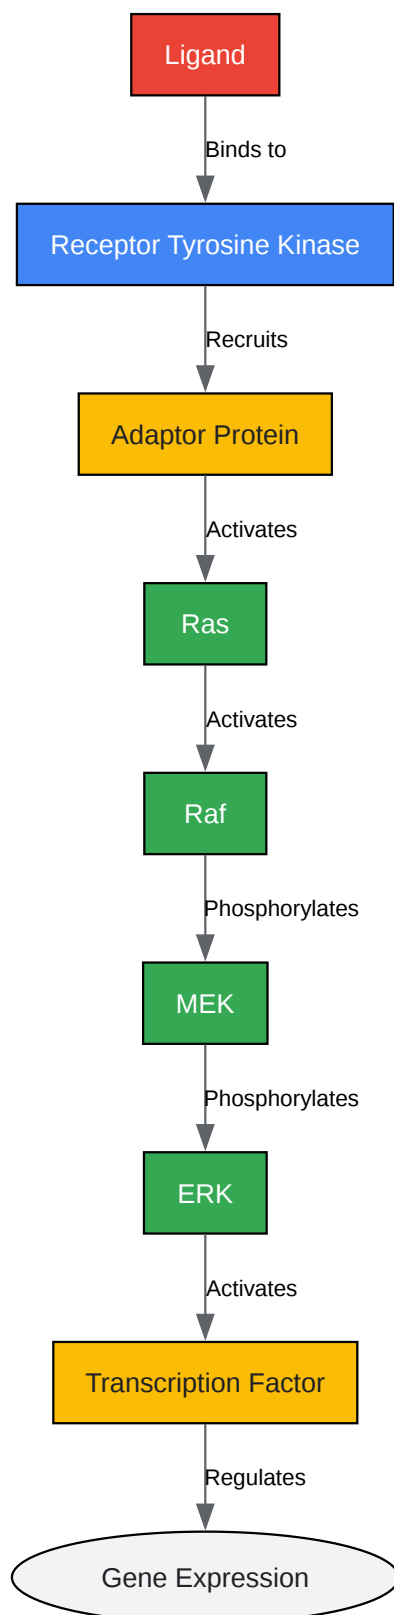 Ligand
Binds to
Receptor Tyrosine Kinase
Recruits
Adaptor Protein
Activates
Ras
Activates
Raf
Phosphorylates
MEK
Phosphorylates
ERK
Activates
Transcription Factor
Regulates
Gene Expression